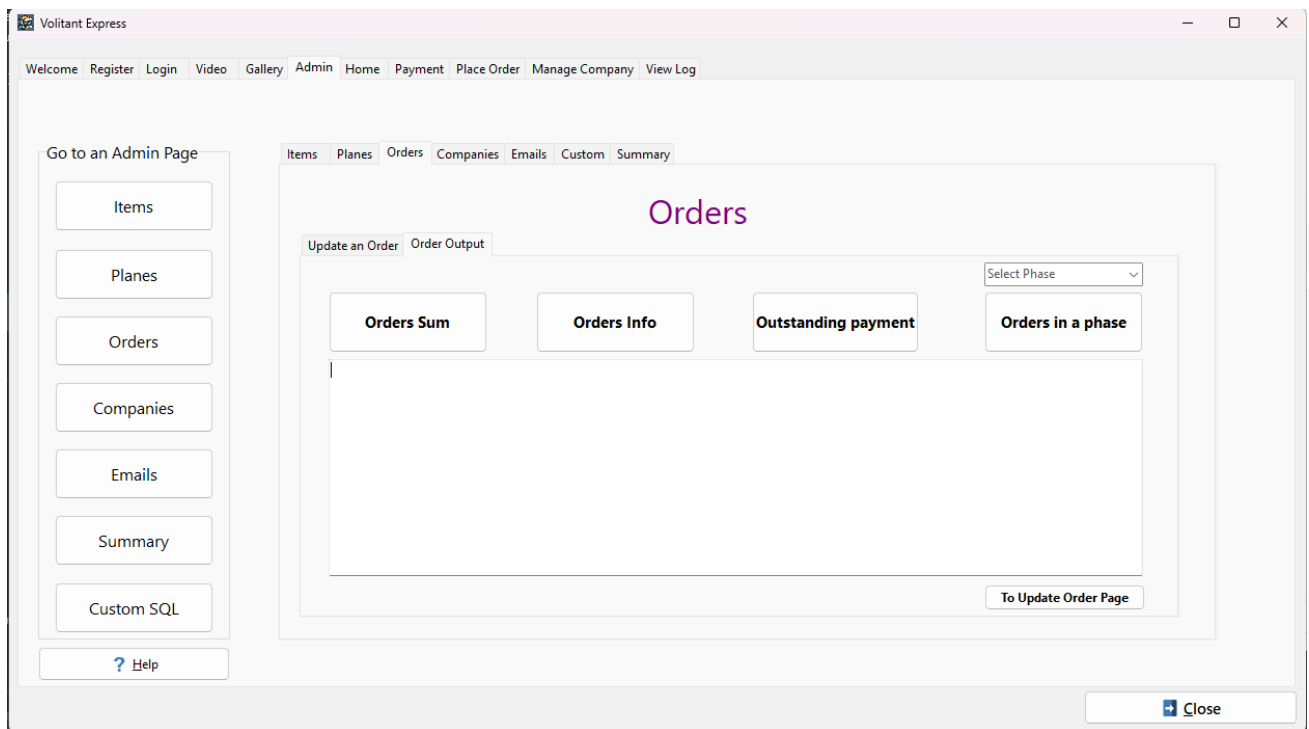 Volitant Express
Welcome Register Login Video Gallery Admin Home Payment Place Order Manage Company View Log
Go to an Admin Page
Items
Planes
Orders
Companies
Emails
Summary
Custom SQL
? Help
Items Planes Orders Companies Emails Custom Summary
Orders
Update an Order Order Output
Select Phase
Orders Sum Orders Info Outstanding payment Orders in a phase
To Update Order Page
Close